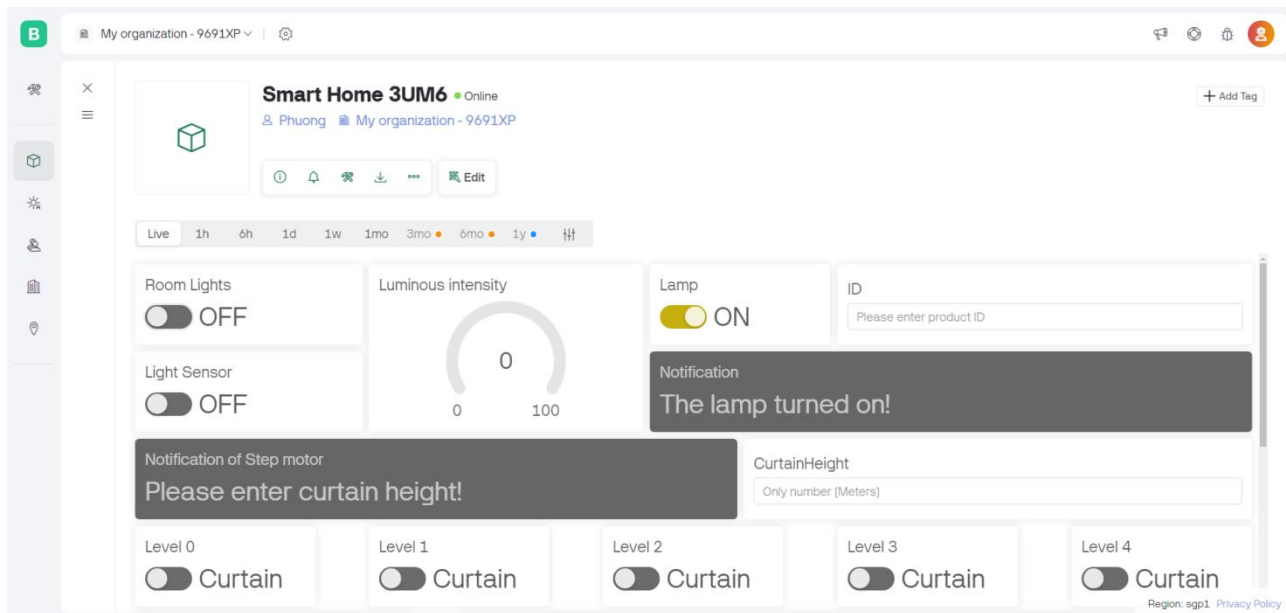 B
My organization - 9691XP
Smart Home 3UM6 Online
+ Add Tag
Phuong My organization - 9691XP
Edit
Live 1h 6h 1d 1w 1mo 3mo 6mo 1y
Room Lights
OFF
Luminous intensity
0
0 100
Lamp
ON
ID
Please enter product ID
Light Sensor
OFF
Notification
The lamp turned on!
Notification of Step motor
Please enter curtain height!
CurtainHeight
Only number (Meters)
Level 0
Curtain
Level 1
Curtain
Level 2
Curtain
Level 3
Curtain
Level 4
Curtain
Region: sgp1 Privacy Policy